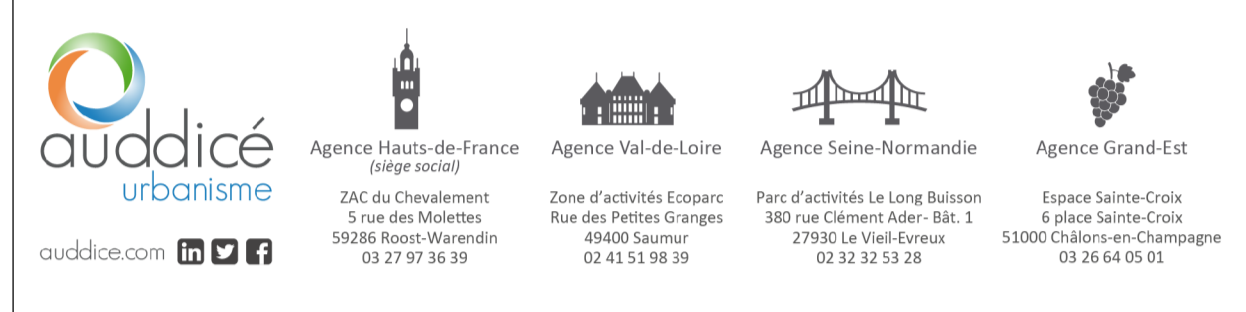 auddicé
urbanisme
auddice.com
Agence Hauts-de-France
(siège social)
ZAC du Chevalement
5 rue des Molettes
59286 Roost-Warendin
03 27 97 36 39
Agence Val-de-Loire
Zone d'activités Ecoparc
Rue des Petites Granges
49400 Saumur
02 41 51 98 39
Agence Seine-Normandie
Parc d'activités Le Long Buisson
380 rue Clément Ader- Bât. 1
27930 Le Vieil-Evreux
02 32 32 53 28
Agence Grand-Est
Espace Sainte-Croix
6 place Sainte-Croix
51000 Châlons-en-Champagne
03 26 64 05 01